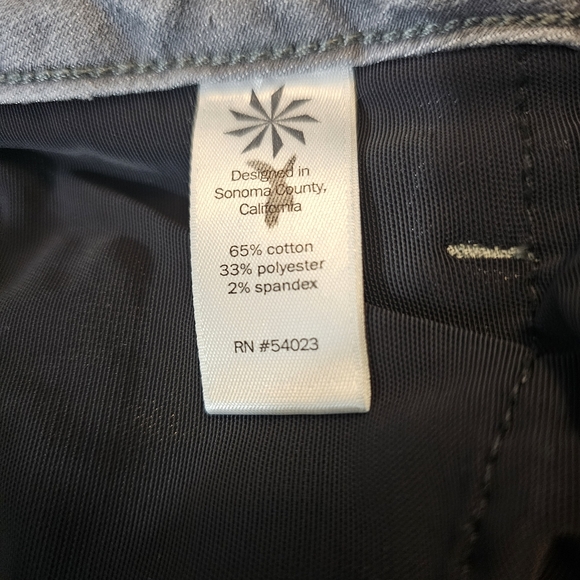 Designed in
Sonoma County,
California
65% cotton
33% polyester
2% spandex
RN #54023